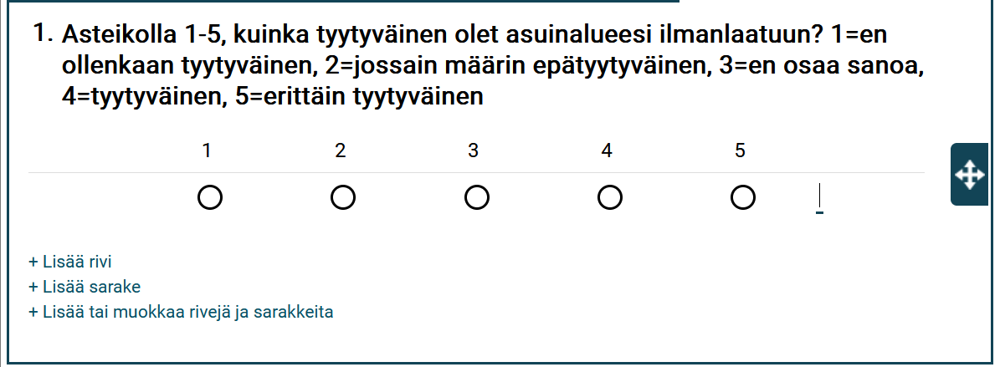 1. Asteikolla 1-5, kuinka tyytyväinen olet asuinalueesi ilmanlaatuun? 1=en
ollenkaan tyytyväinen, 2=jossain määrin epätyytyväinen, 3=en osaa sanoa,
4=tyytyväinen, 5=erittäin tyytyväinen
1 2 3 4 5
+ Lisää rivi
+ Lisää sarake
+ Lisää tai muokkaa rivejä ja sarakkeita